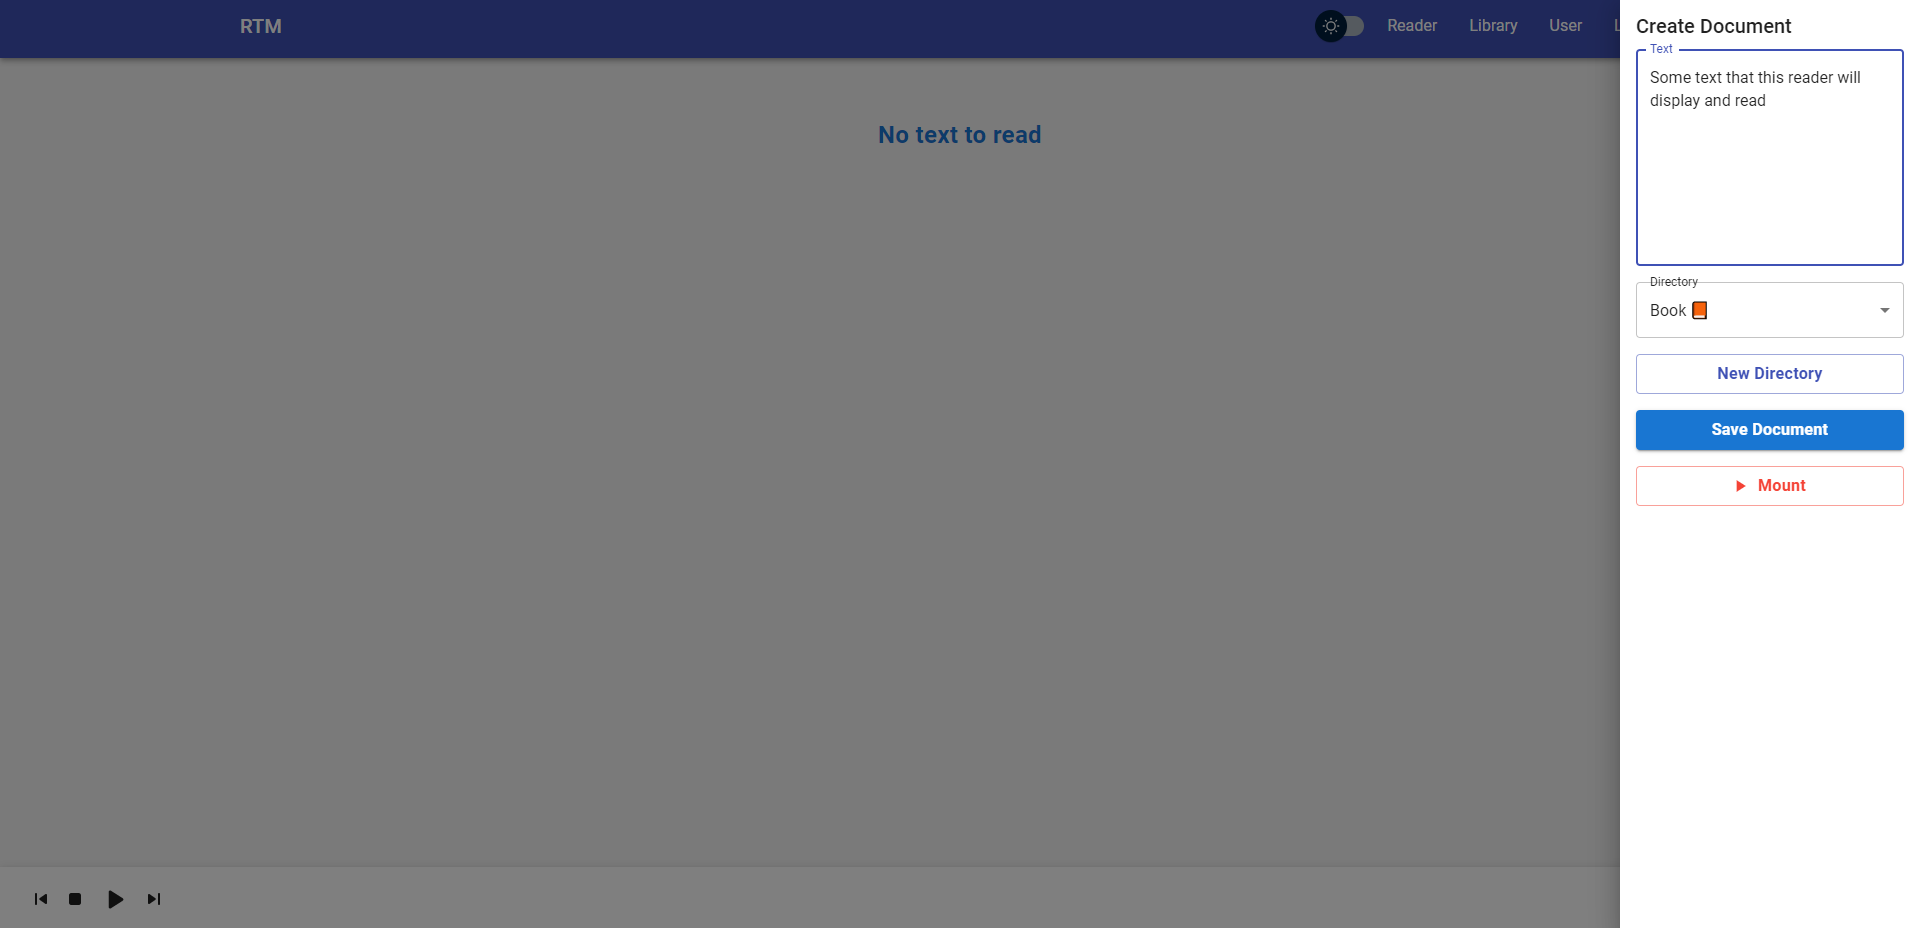 RTM
Reader
Library
User
Create Document
Text
Some text that this reader will
display and read
No text to read
Directory
Book
New Directory
Save Document
Mount